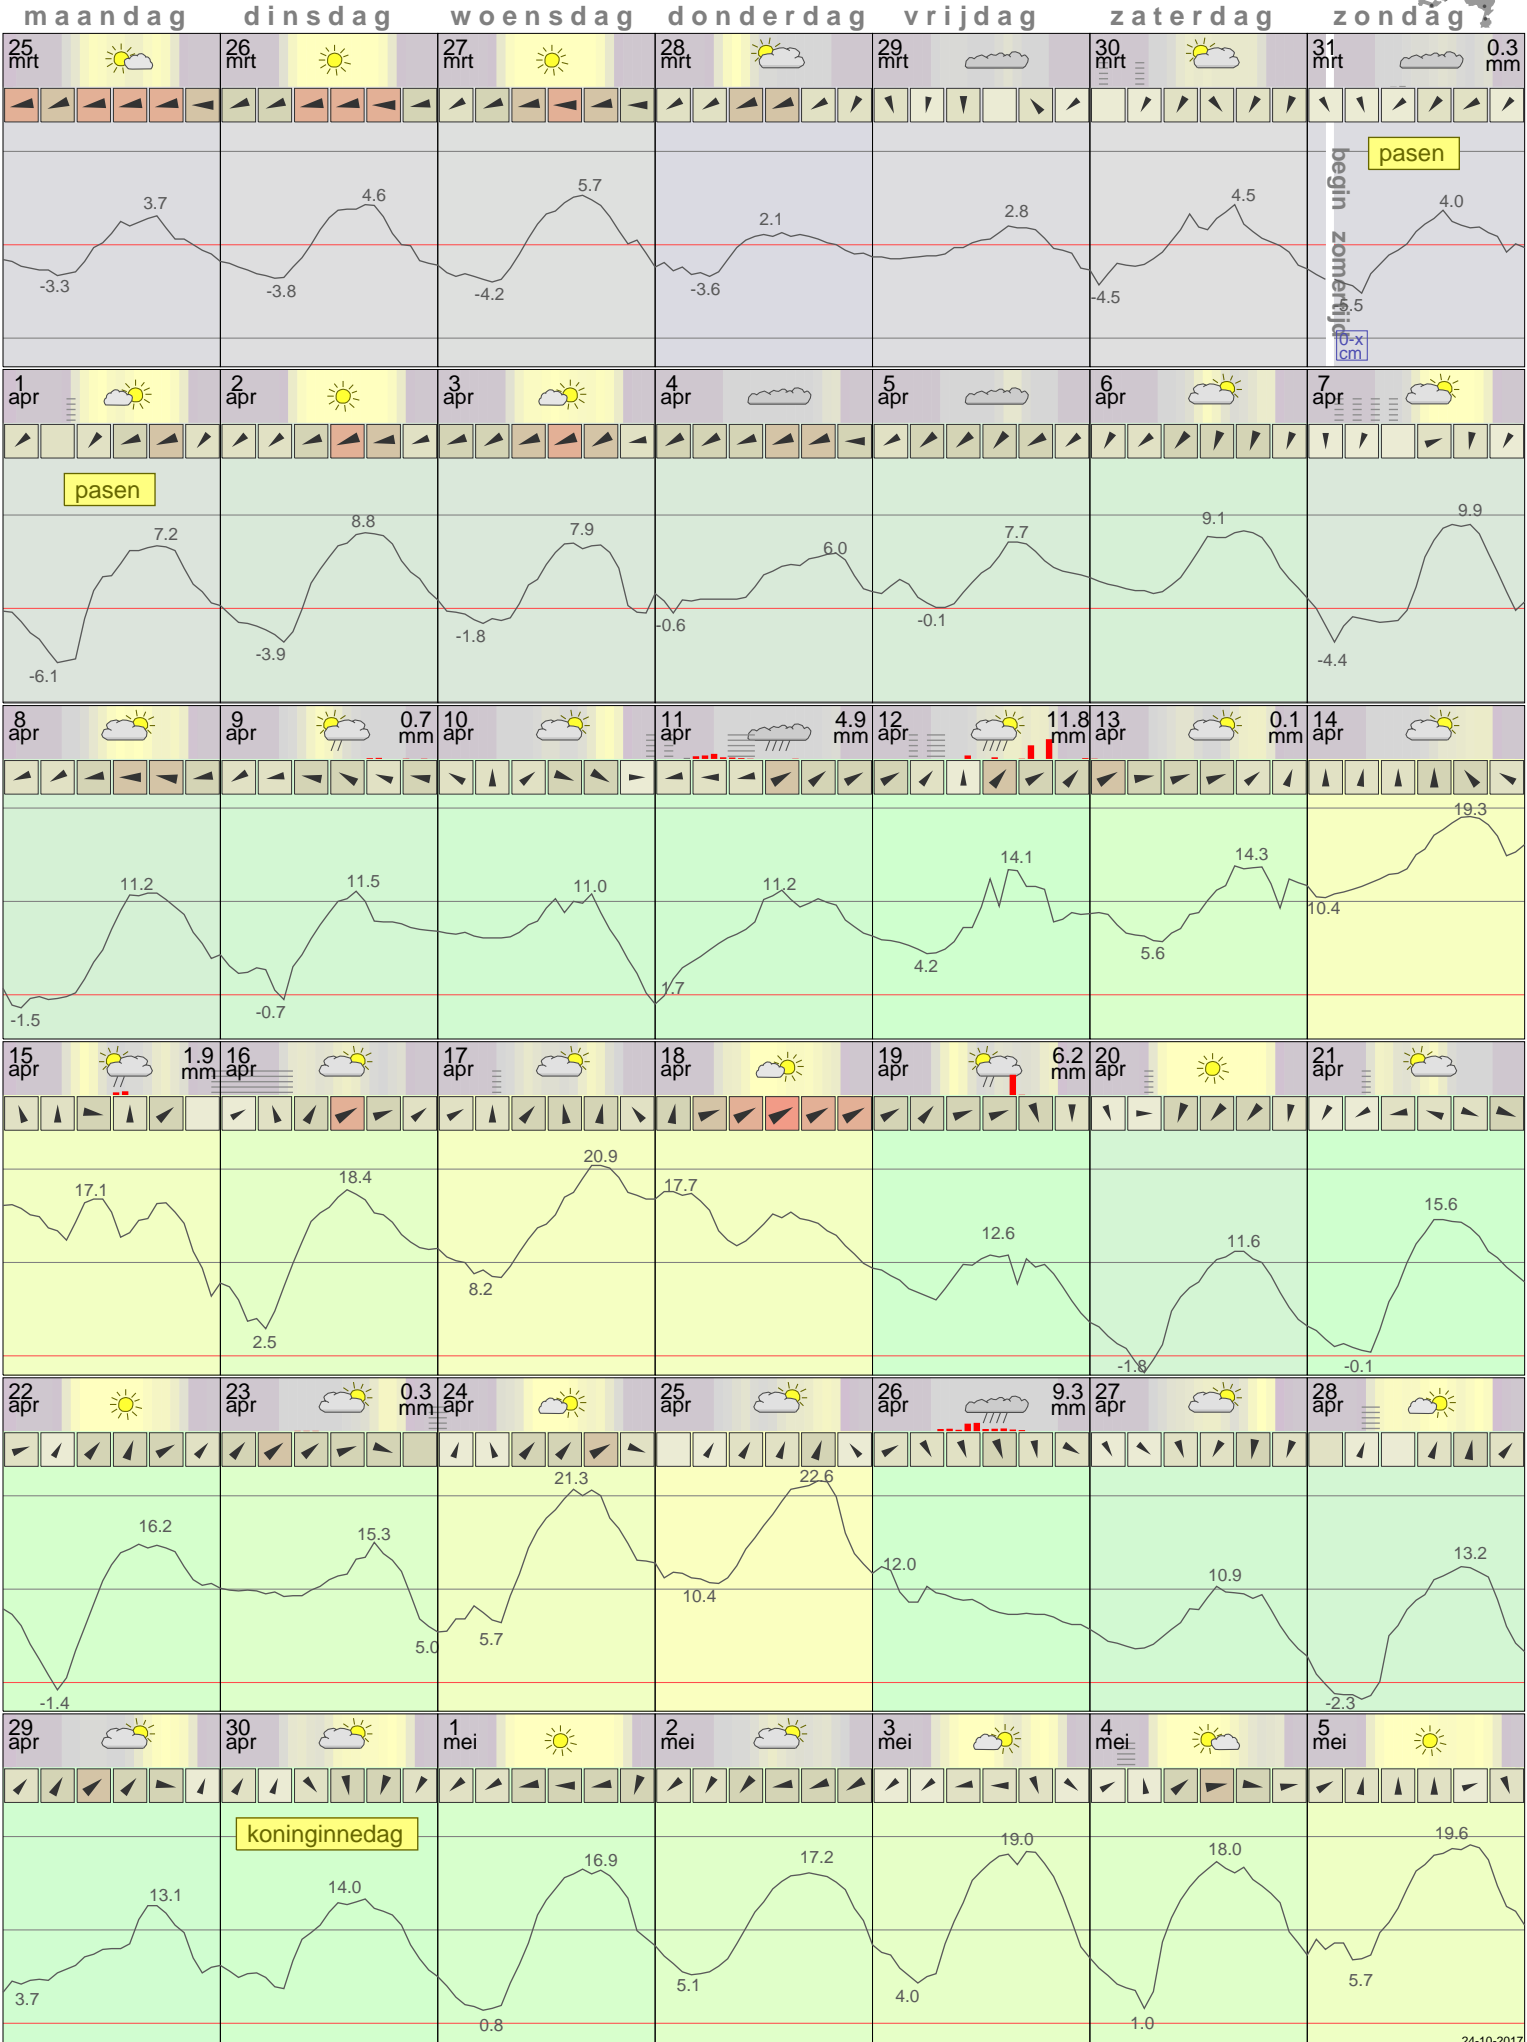 maandag dinsdag woensdag donderdag vrijdag zaterdag zondag
25 26 27 28 29 30 31 0.3
mrt mrt mrt mrt mrt mrt mrt mm
pasen
begin zomertijd
3.7 4.6 5.7 2.1 2.8 4.5 4.0
-3.3 -3.8 -4.2 -3.6 -4.5 -5.5
0-x
cm
1 2 3 4 5 6 7
apr apr apr apr apr apr apr
pasen
7.2 8.8 7.9 6.0 7.7 9.1 9.9
-6.1 -3.9 -1.8 -0.6 -0.1 -4.4
8 9 0.7 10 11 4.9 12 11.8 13 0.1 14
apr apr mm apr apr mm apr mm apr mm apr
11.2 11.5 11.0 11.2 14.1 14.3 19.3
-1.5 -0.7 1.7 4.2 5.6 10.4
15 1.9 16 17 18 19 6.2 20 21
apr mm apr apr apr apr mm apr apr
17.1 18.4 20.9 17.7 12.6 11.6 15.6
2.5 8.2 -1.8 -0.1
22 23 0.3 24 25 26 9.3 27 28
apr apr mm apr apr apr mm apr apr
16.2 15.3 21.3 22.6 12.0 10.9 13.2
-1.4 5.0 5.7 10.4 -2.3
29 30 1 2 3 4 5
apr apr mei mei mei mei mei
koninginnedag
13.1 14.0 16.9 17.2 19.0 18.0 19.6
3.7 0.8 5.1 4.0 1.0 5.7
24-10-2017